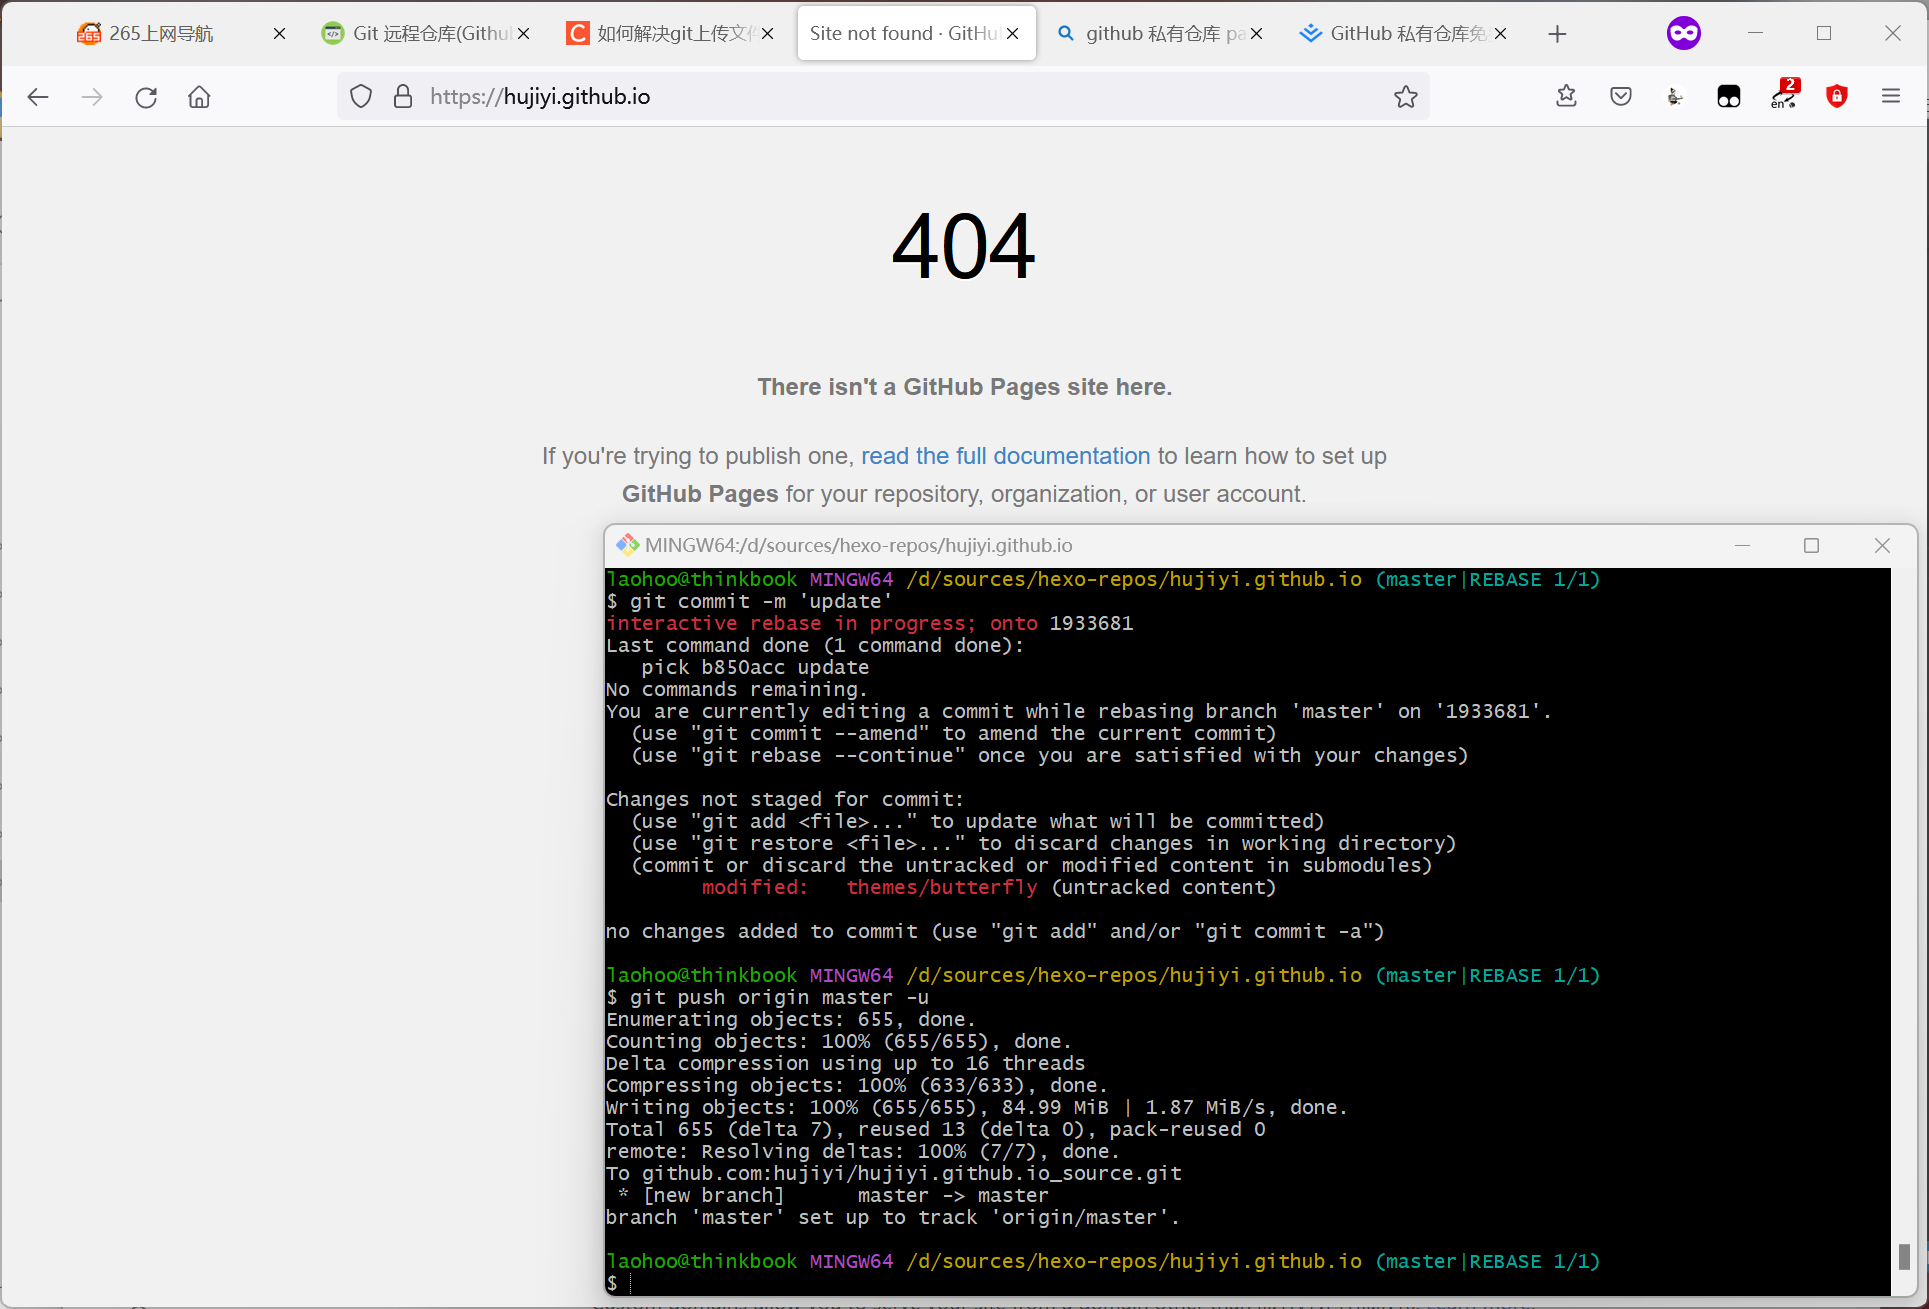 265上网导航
Git 远程仓库(Githu
如何解决git上传文
Site not found · GitHu
github 私有仓库 pa
GitHub 私有仓库免
https://hujiyi.github.io
2
en
404
There isn't a GitHub Pages site here.
If you're trying to publish one, read the full documentation to learn how to set up
GitHub Pages for your repository, organization, or user account.
MINGW64:/d/sources/hexo-repos/hujiyi.github.io
laohoo@thinkbook MINGW64 /d/sources/hexo-repos/hujiyi.github.io (master|REBASE 1/1)
$ git commit -m 'update'
interactive rebase in progress; onto 1933681
Last command done (1 command done):
   pick b850acc update
No commands remaining.
You are currently editing a commit while rebasing branch 'master' on '1933681'.
  (use "git commit --amend" to amend the current commit)
  (use "git rebase --continue" once you are satisfied with your changes)
Changes not staged for commit:
  (use "git add <file>..." to update what will be committed)
  (use "git restore <file>..." to discard changes in working directory)
  (commit or discard the untracked or modified content in submodules)
        modified:   themes/butterfly (untracked content)
no changes added to commit (use "git add" and/or "git commit -a")
laohoo@thinkbook MINGW64 /d/sources/hexo-repos/hujiyi.github.io (master|REBASE 1/1)
$ git push origin master -u
Enumerating objects: 655, done.
Counting objects: 100% (655/655), done.
Delta compression using up to 16 threads
Compressing objects: 100% (633/633), done.
Writing objects: 100% (655/655), 84.99 MiB | 1.87 MiB/s, done.
Total 655 (delta 7), reused 13 (delta 0), pack-reused 0
remote: Resolving deltas: 100% (7/7), done.
To github.com:hujiyi/hujiyi.github.io_source.git
 * [new branch]      master -> master
branch 'master' set up to track 'origin/master'.
laohoo@thinkbook MINGW64 /d/sources/hexo-repos/hujiyi.github.io (master|REBASE 1/1)
$